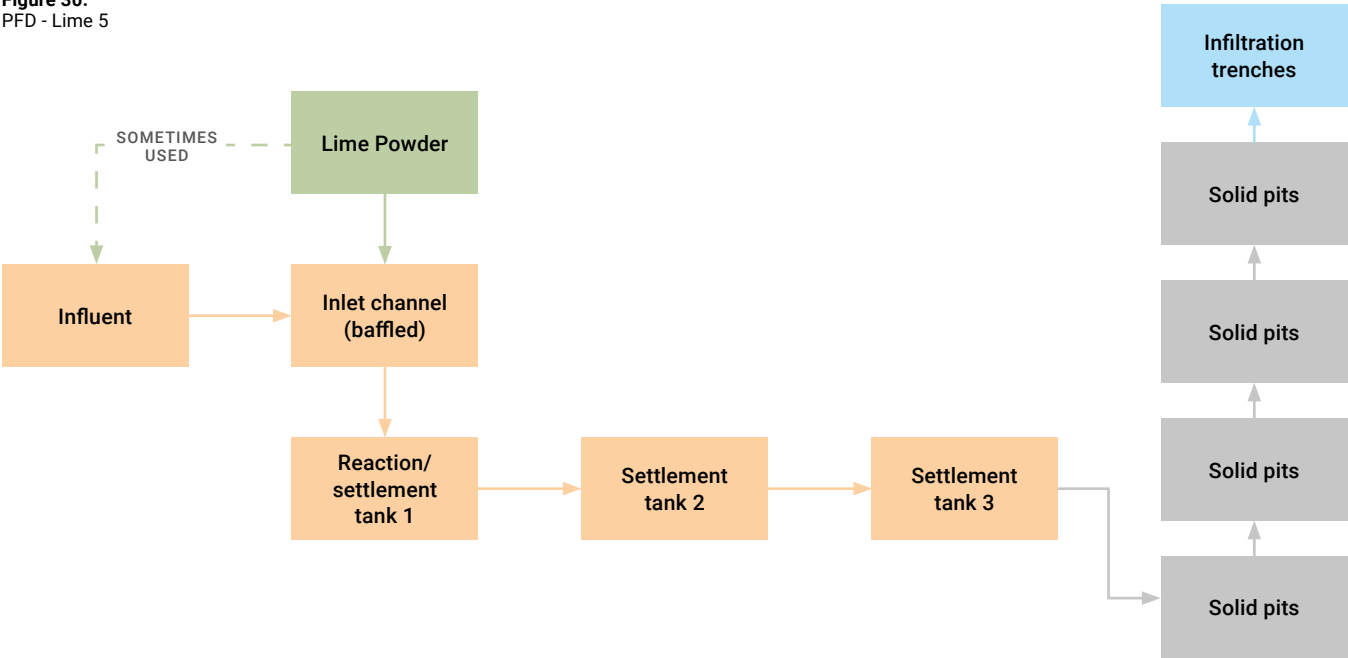 Figure 30:
PFD - Lime 5
Infiltration
trenches
SOMETIMES
USED
Lime Powder
Solid pits
Influent
Inlet channel
(baffled)
Solid pits
Reaction/
settlement
tank 1
Settlement
tank 2
Settlement
tank 3
Solid pits
Solid pits